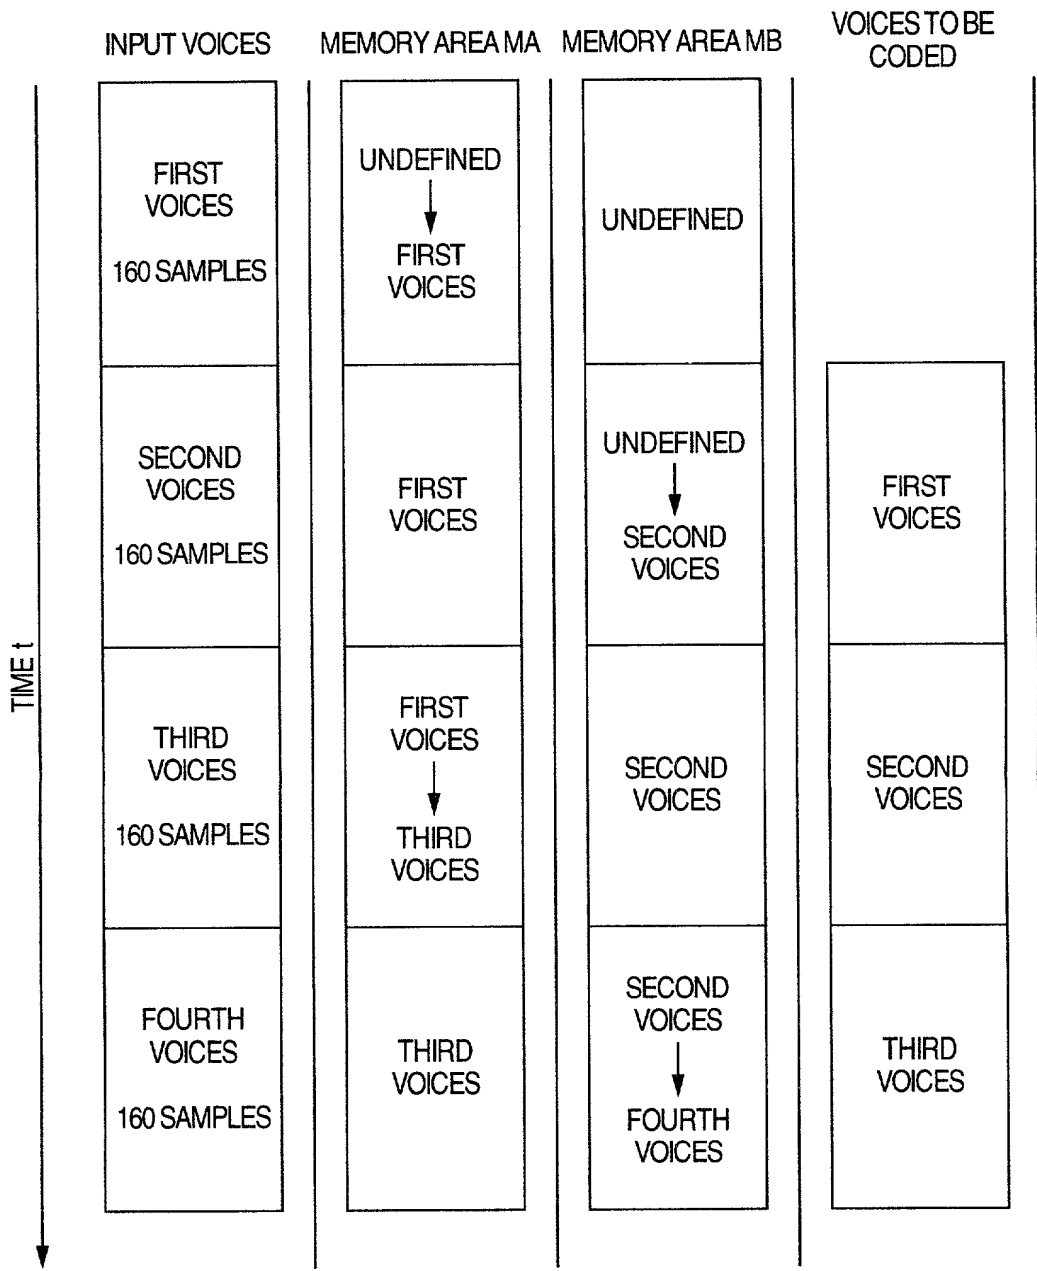 INPUT VOICES
MEMORY AREA MA
MEMORY AREA MB
VOICES TO BE
CODED
TIME t
FIRST
VOICES
160 SAMPLES
UNDEFINED
FIRST
VOICES
UNDEFINED
SECOND
VOICES
160 SAMPLES
FIRST
VOICES
UNDEFINED
SECOND
VOICES
FIRST
VOICES
THIRD
VOICES
160 SAMPLES
FIRST
VOICES
THIRD
VOICES
SECOND
VOICES
SECOND
VOICES
FOURTH
VOICES
160 SAMPLES
THIRD
VOICES
SECOND
VOICES
FOURTH
VOICES
THIRD
VOICES